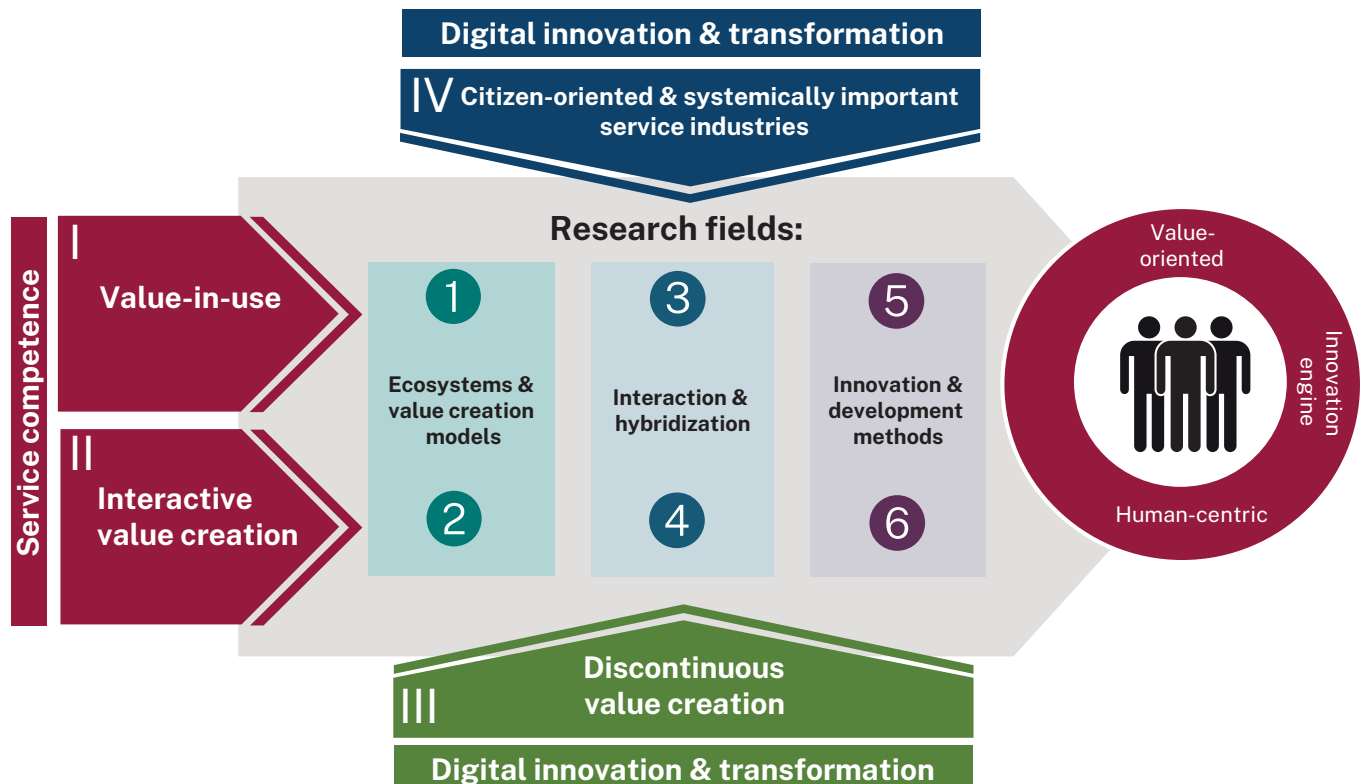 Digital innovation & transformation
IV
Citizen-oriented & systemically important
service industries
Service competence
I
Value-in-use
II
Interactive
value creation
Research fields:
1
Ecosystems &
value creation
models
2
3
Interaction &
hybridization
4
5
Innovation &
development
methods
6
Value-
oriented
Innovation
engine
Human-centric
III
Discontinuous
value creation
Digital innovation & transformation